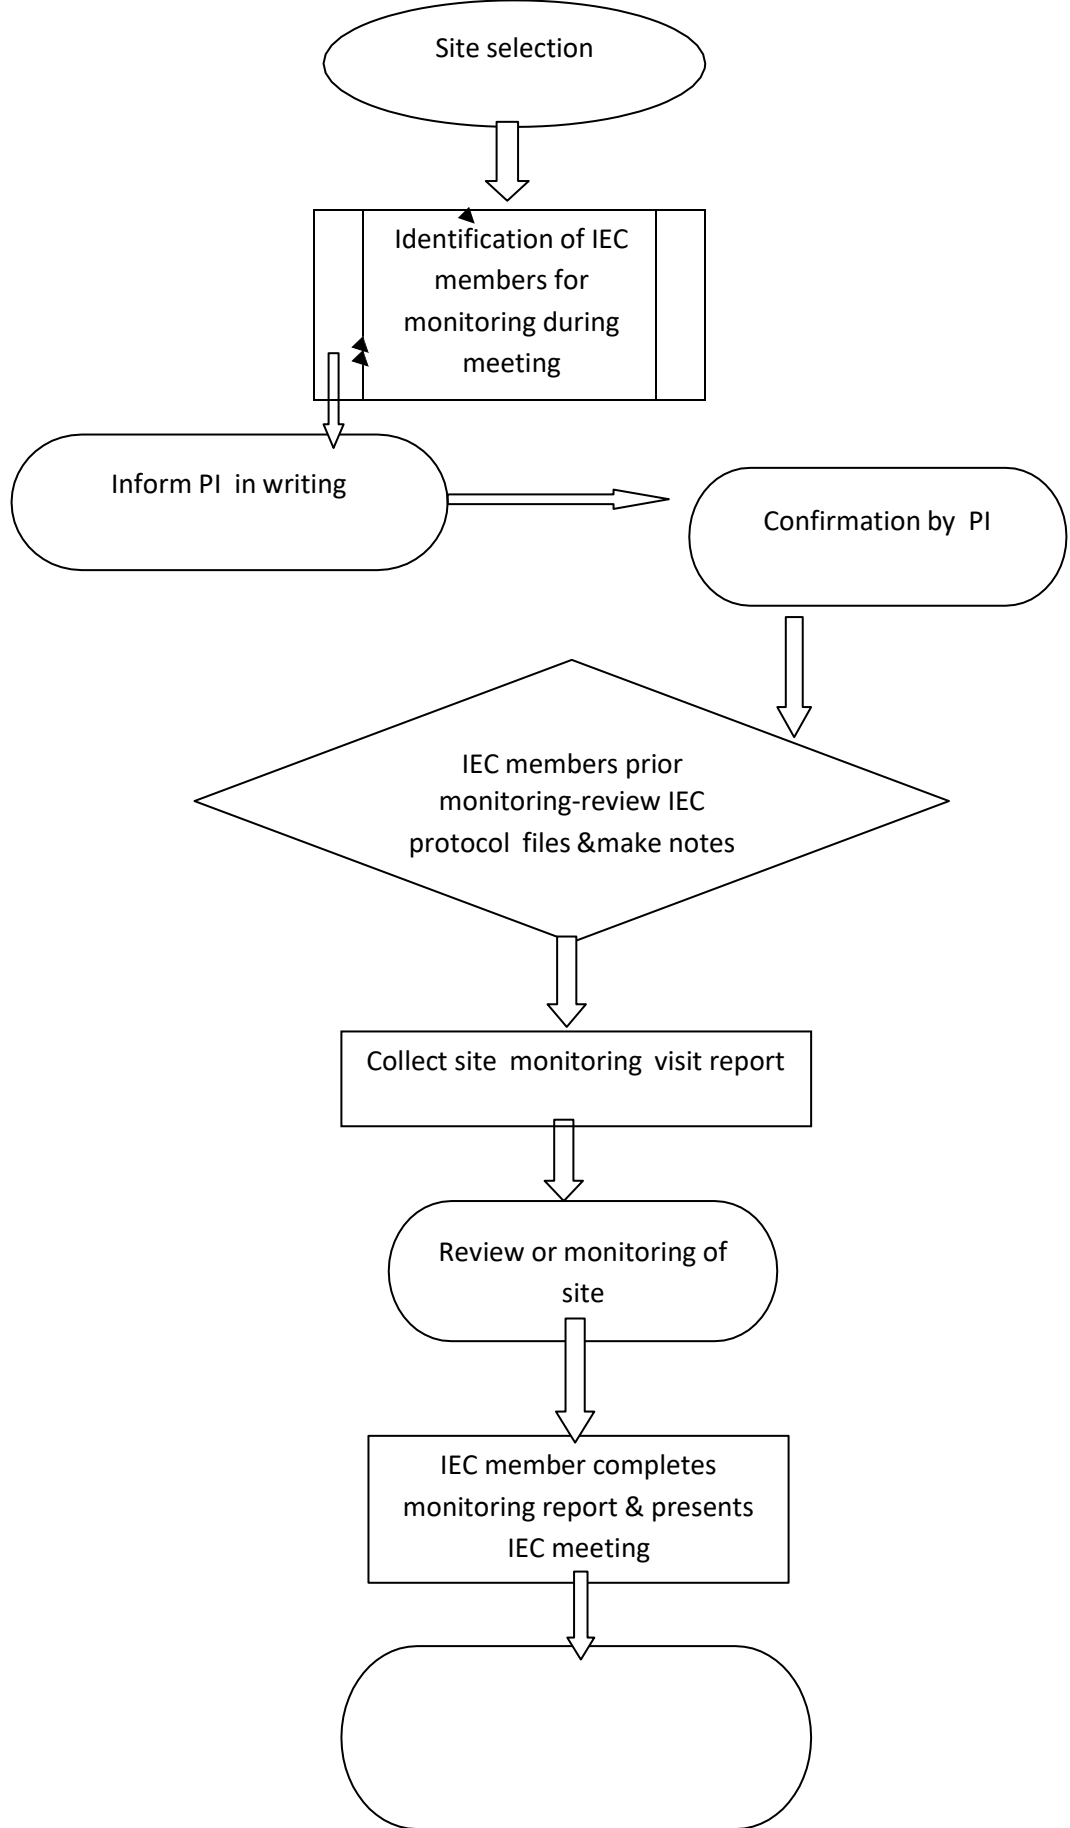 Site selection
Identification of IEC
members for
monitoring during
meeting
Inform PI  in writing
Confirmation by  PI
IEC members prior
monitoring-review IEC
protocol  files &make notes
Collect site  monitoring  visit report
Review or monitoring of
site
IEC member completes
monitoring report & presents
IEC meeting